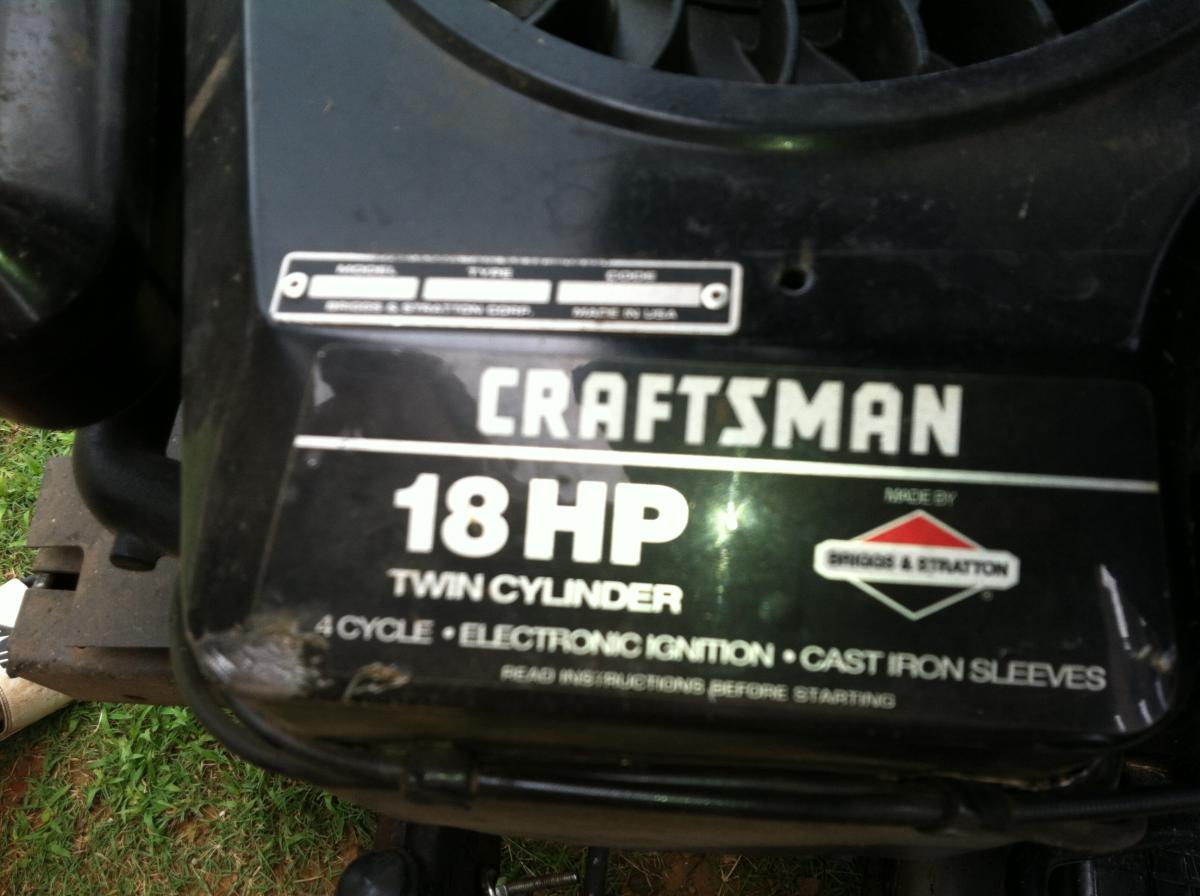 MODEL TYPE CODE
BRIGGS & STRATTON CORP. MADE IN USA
CRAFTSMAN
18 HP
TWIN CYLINDER
MADE BY
BRIGGS & STRATTON
4 CYCLE • ELECTRONIC IGNITION • CAST IRON SLEEVES
READ INSTRUCTIONS BEFORE STARTING